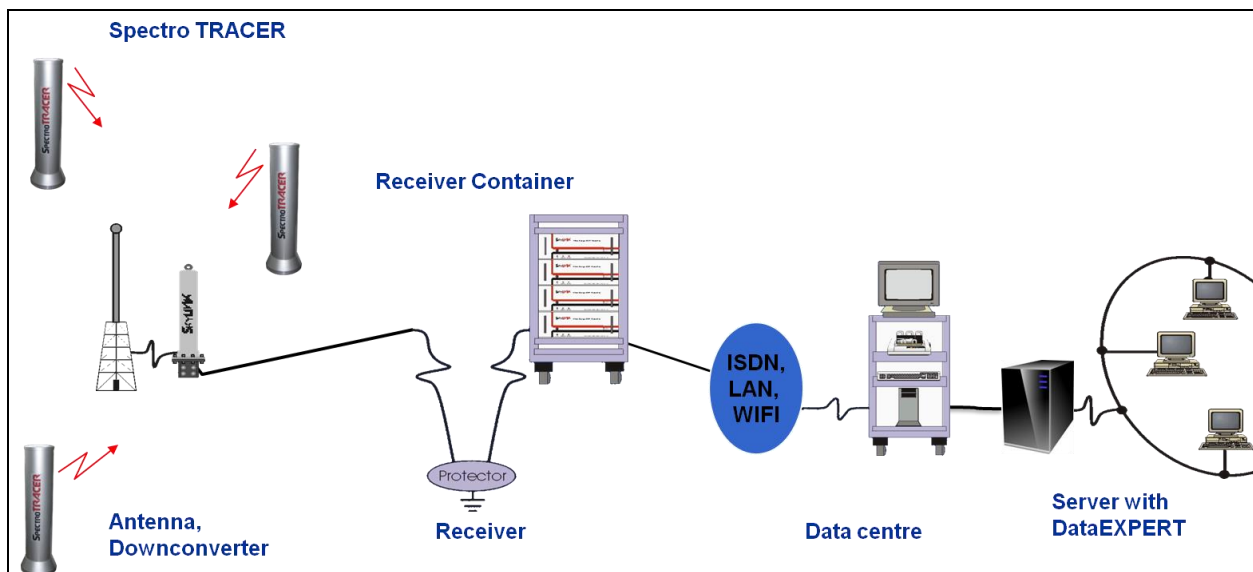 Spectro TRACER
SPECTROTRACER
SPECTROTRACER
Receiver Container
SkyLINK
ISDN,
LAN,
WIFI
Protector
SPECTROTRACER
Antenna,
Downconverter
Receiver
Data centre
Server with
DataEXPERT